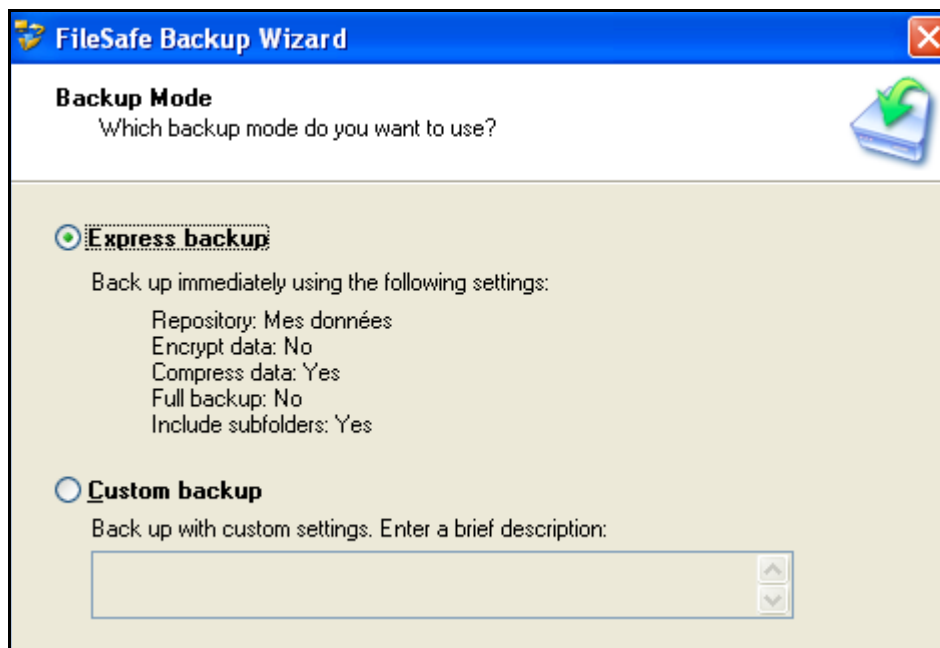 FileSafe Backup Wizard
Backup Mode
Which backup mode do you want to use?
Express backup
Back up immediately using the following settings:
Repository: Mes données
Encrypt data: No
Compress data: Yes
Full backup: No
Include subfolders: Yes
Custom backup
Back up with custom settings. Enter a brief description: